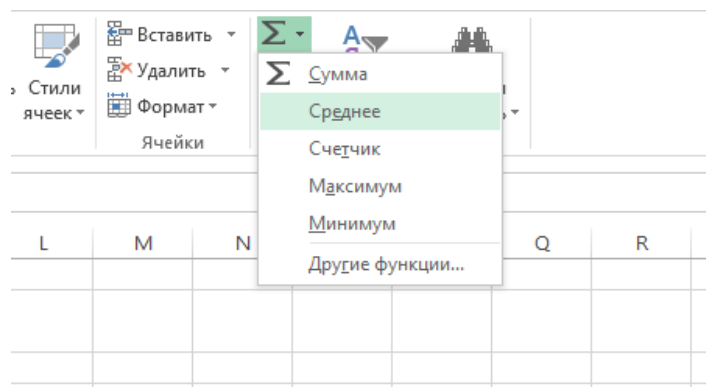 Вставить
Удалить
Формат
Стили
ячеек
Ячейки
Σ
А
Я
Σ Сумма
Среднее
Счетчик
Максимум
Минимум
Другие функции...
L M N Q R